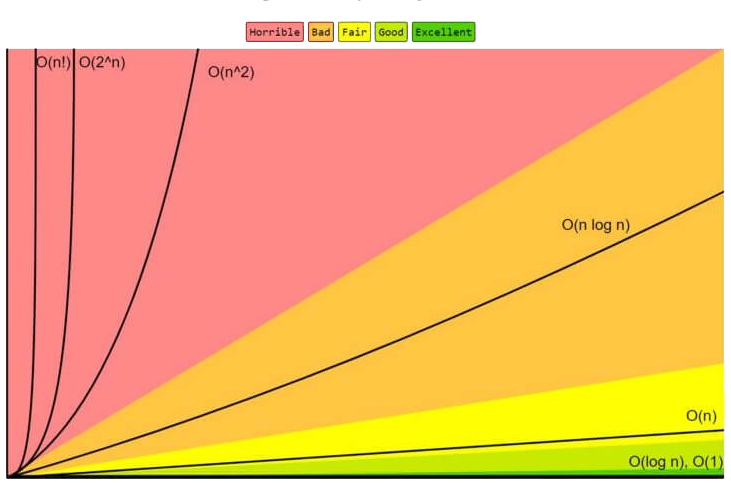 Horrible Bad Fair Good Excellent
O(n!) O(2^n)
O(n^2)
O(n log n)
O(n)
O(log n), O(1)